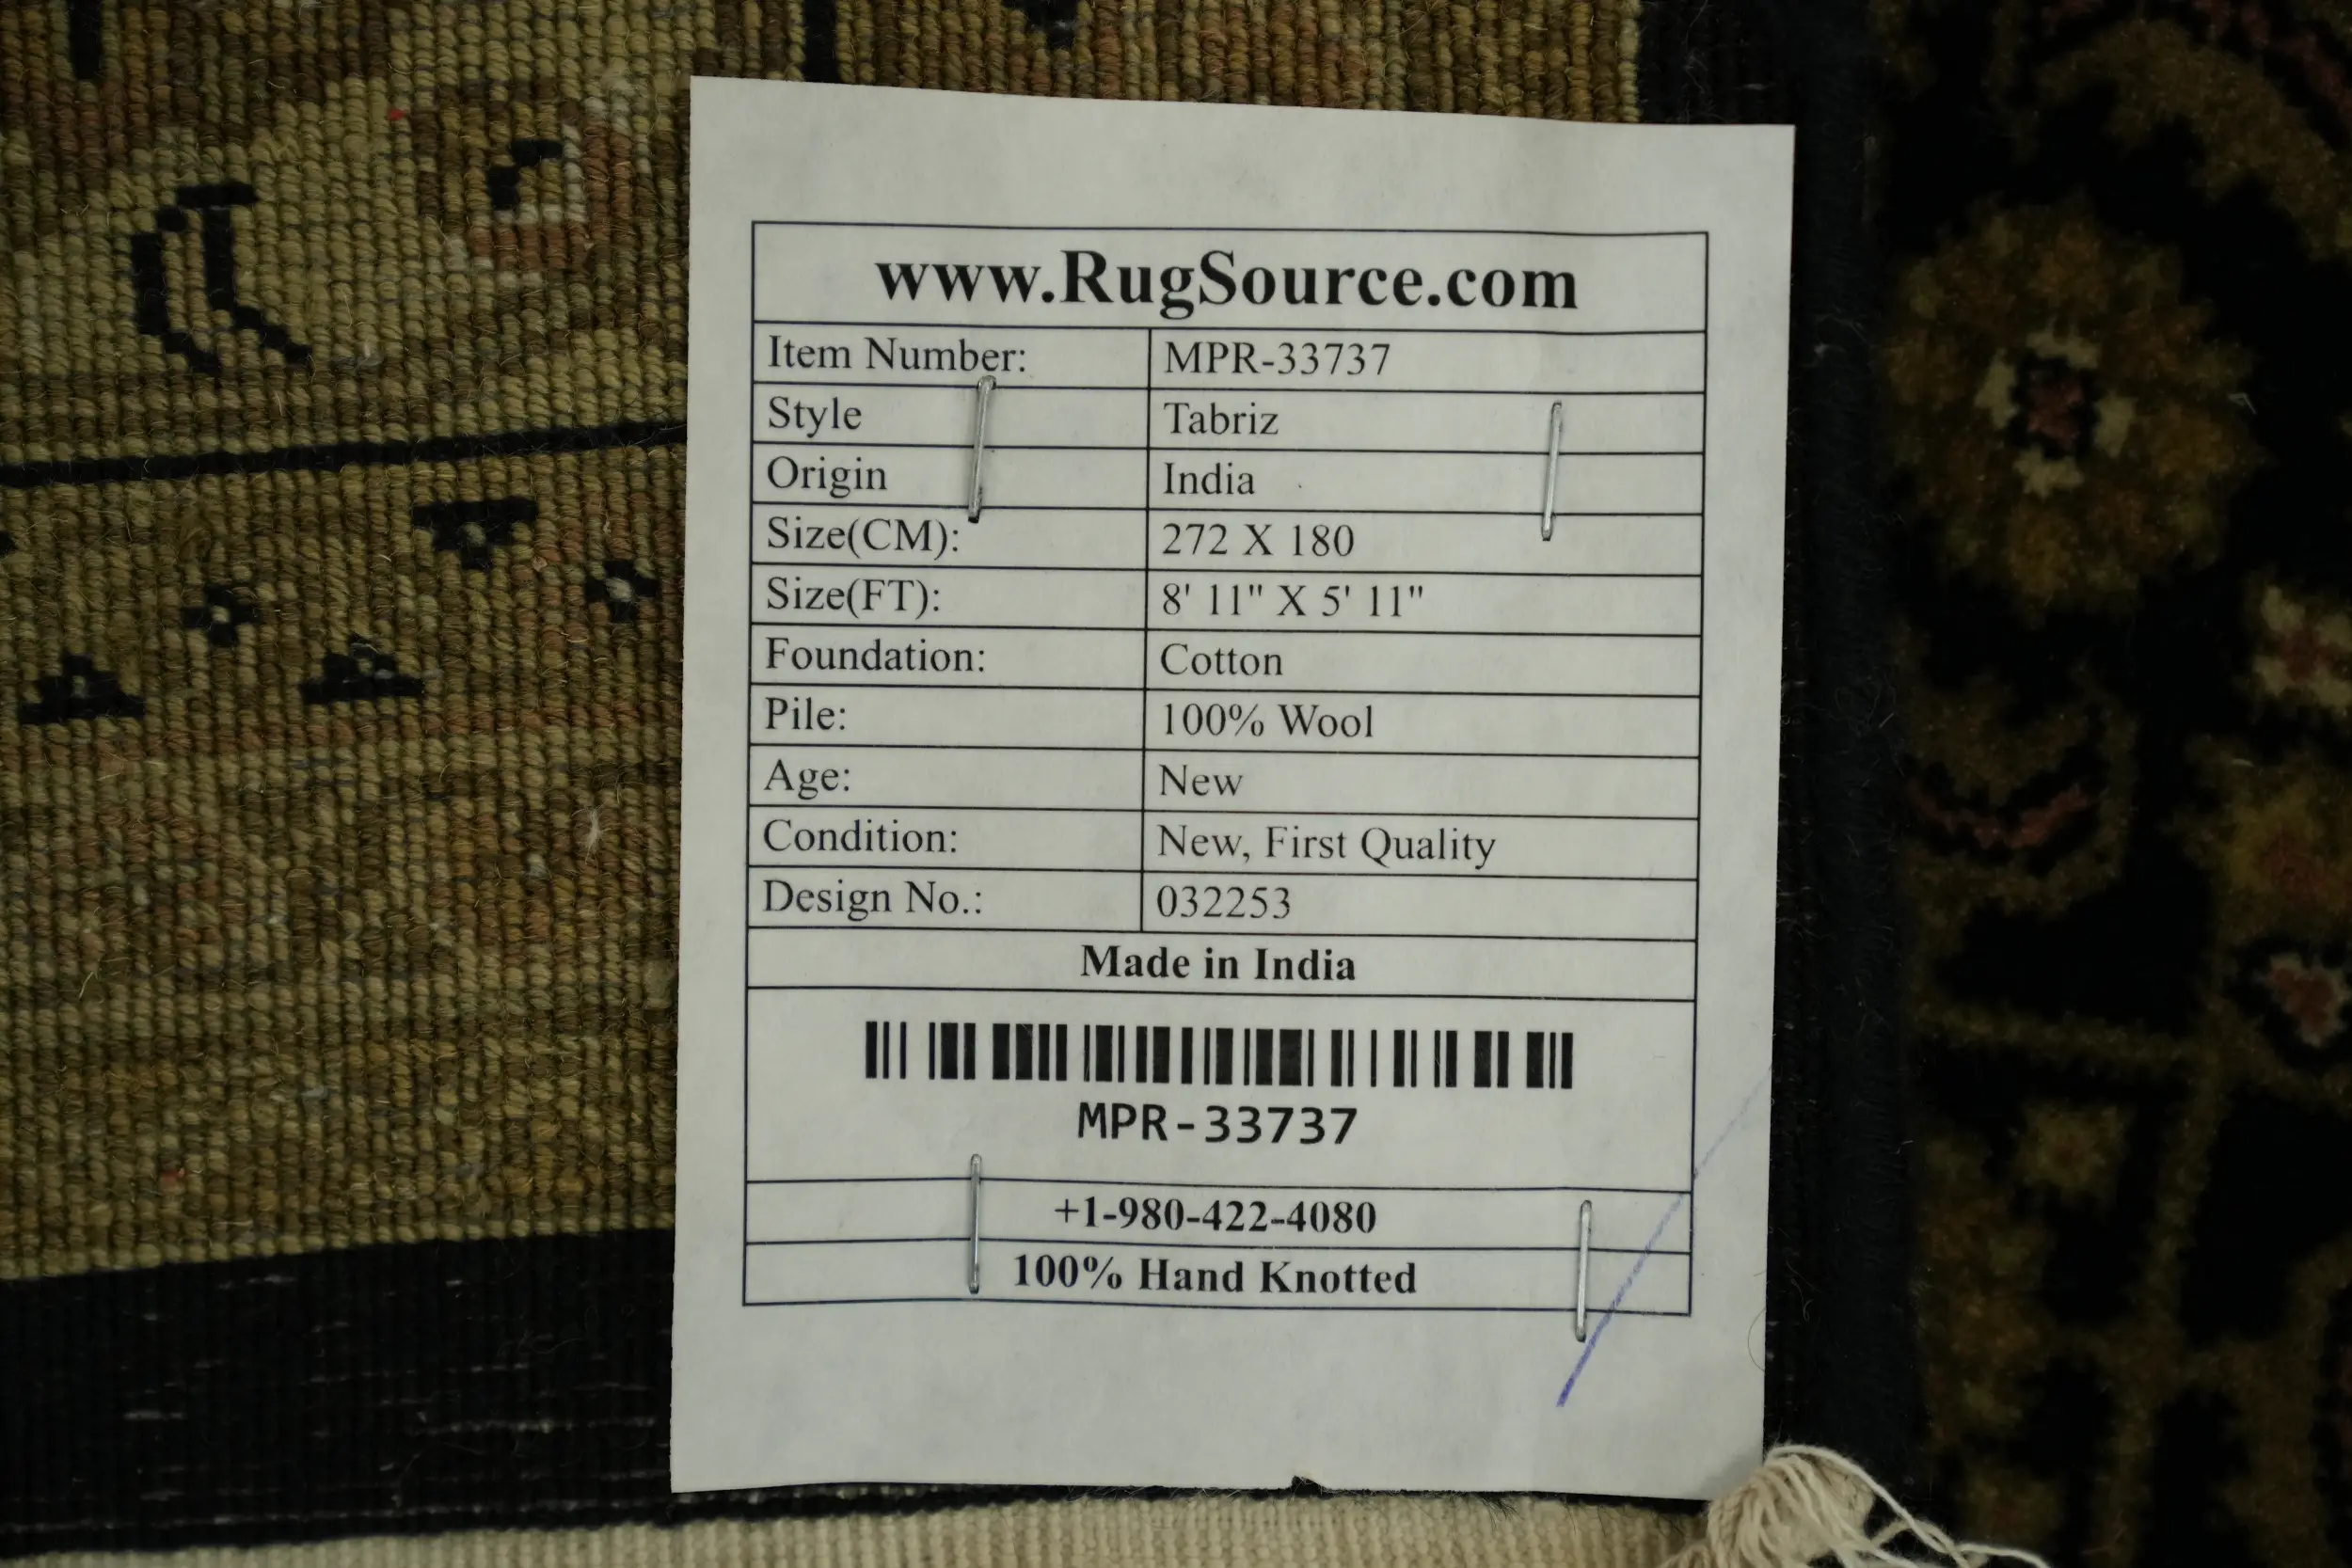 www.RugSource.com
Item Number: MPR-33737
Style Tabriz
Origin India
Size(CM): 272 X 180
Size(FT): 8' 11" X 5' 11"
Foundation: Cotton
Pile: 100% Wool
Age: New
Condition: New, First Quality
Design No.: 032253
Made in India
MPR-33737
+1-980-422-4080
100% Hand Knotted